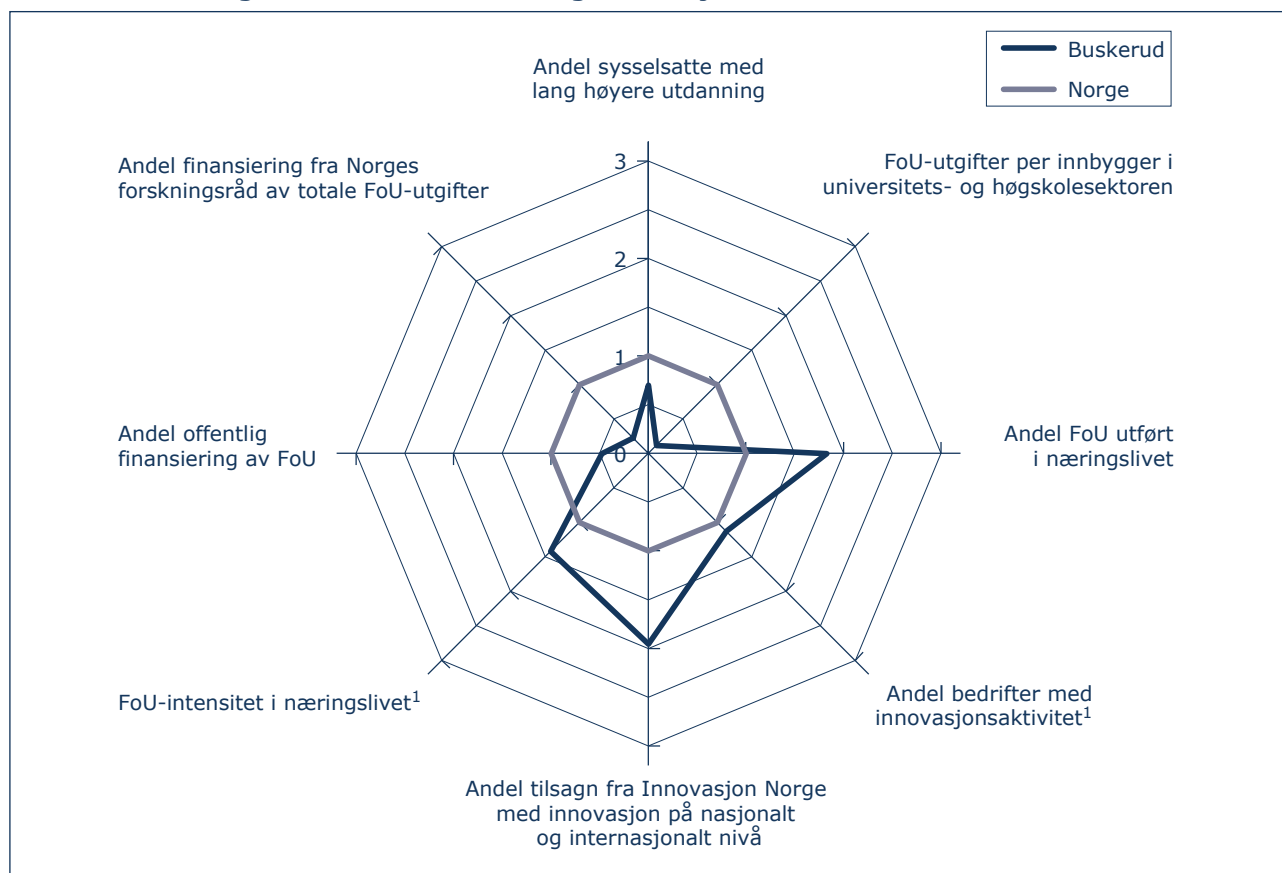 Buskerud
Norge
Andel sysselsatte med
lang høyere utdanning
Andel finansiering fra Norges
forskningsråd av totale FoU-utgifter
FoU-utgifter per innbygger i
universitets- og høgskolesektoren
3
2
1
0
Andel offentlig
finansiering av FoU
Andel FoU utført
i næringslivet
FoU-intensitet i næringslivet¹
Andel bedrifter med
innovasjonsaktivitet¹
Andel tilsagn fra Innovasjon Norge
med innovasjon på nasjonalt
og internasjonalt nivå